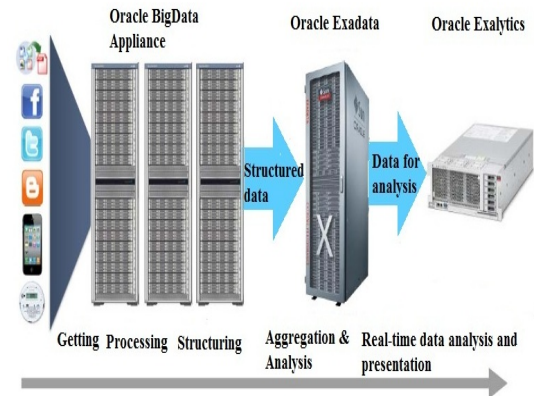 Oracle BigData
Appliance
Oracle Exadata
Oracle Exalytics
Structured
data
Data for
analysis
X
Getting Processing Structuring
Aggregation &
Analysis
Real-time data analysis and
presentation